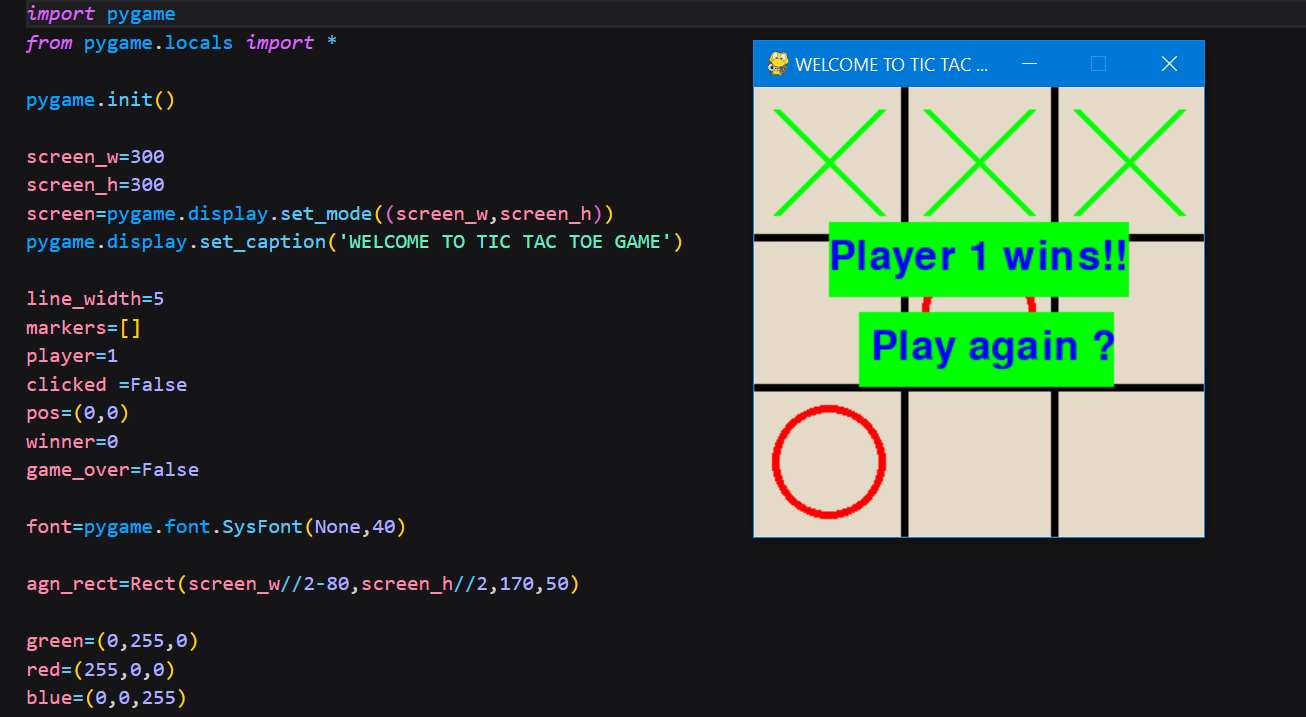 import pygame
from pygame.locals import *
pygame.init()
screen_w=300
screen_h=300
screen=pygame.display.set_mode((screen_w,screen_h))
pygame.display.set_caption('WELCOME TO TIC TAC TOE GAME')
line_width=5
markers=[]
player=1
clicked =False
pos=(0,0)
winner=0
game_over=False
font=pygame.font.SysFont(None,40)
agn_rect=Rect(screen_w//2-80,screen_h//2,170,50)
green=(0,255,0)
red=(255,0,0)
blue=(0,0,255)
WELCOME TO TIC TAC ...
Player 1 wins!!
Play again ?